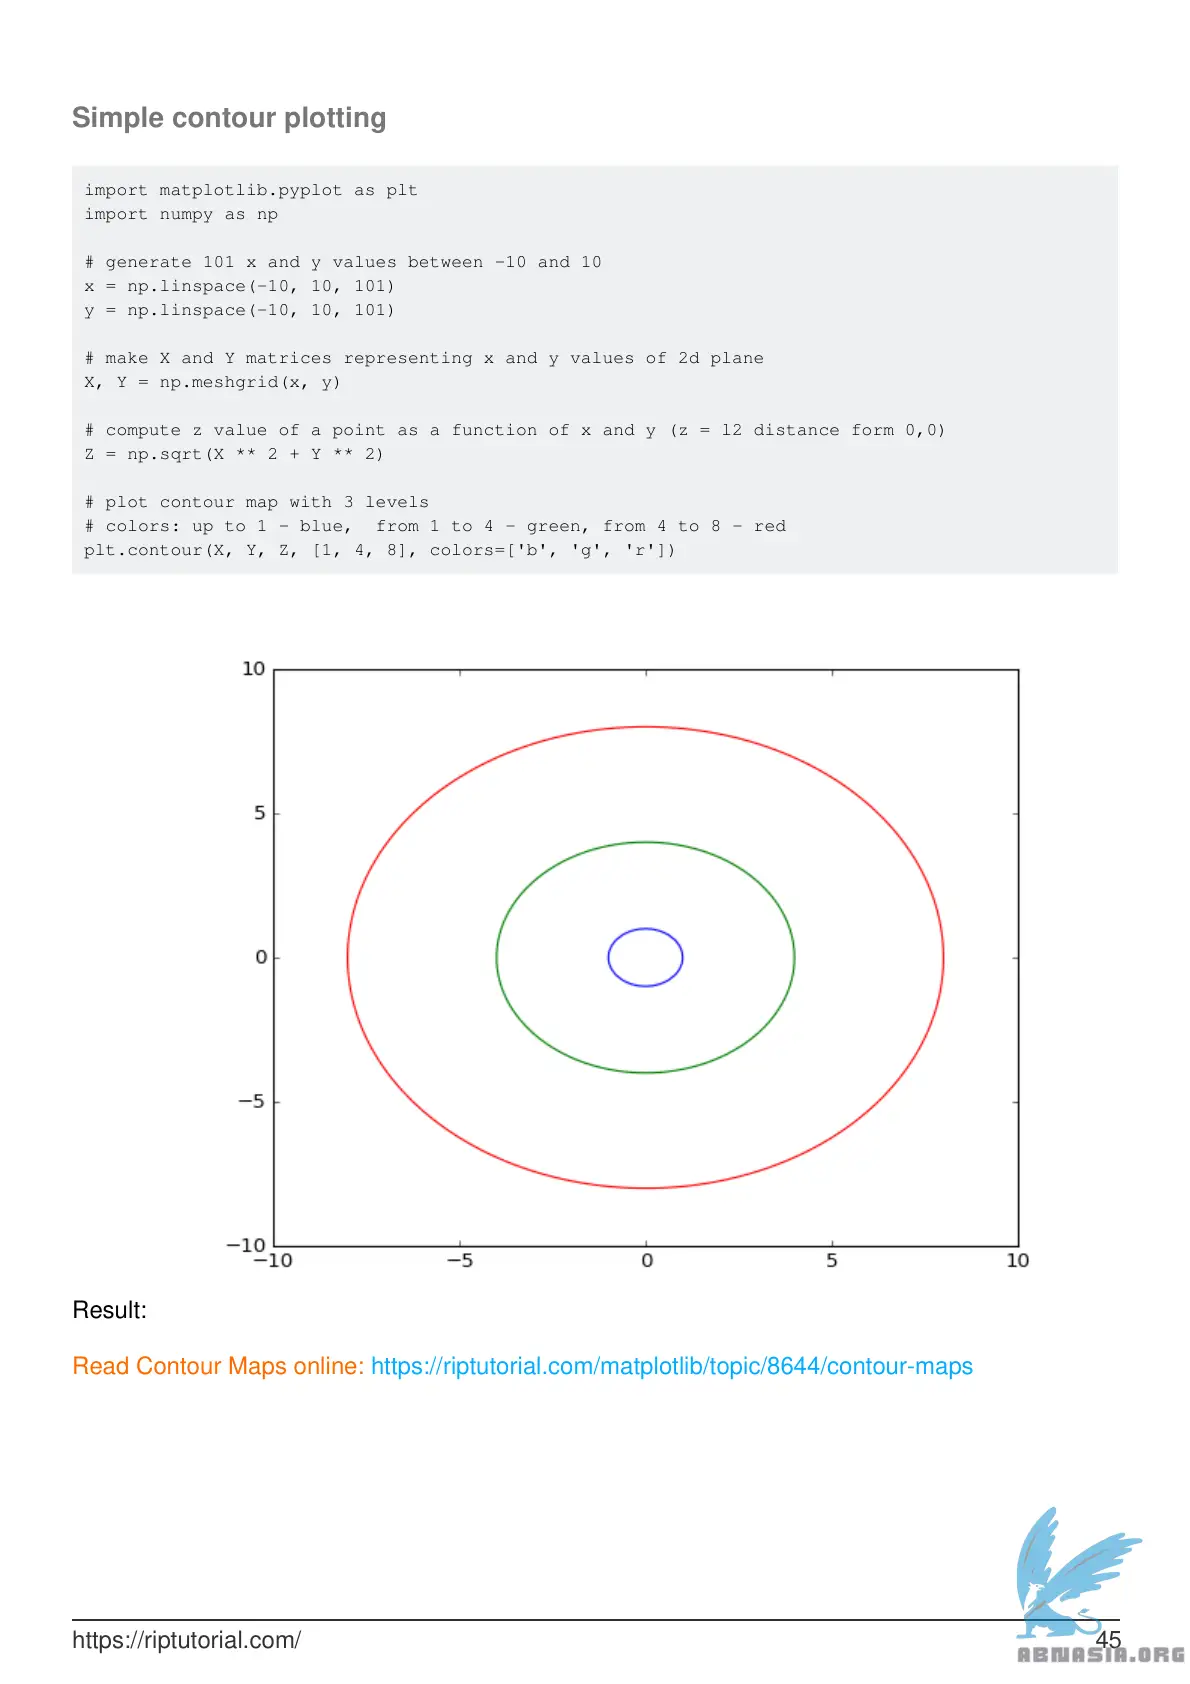 Simple contour plotting
import matplotlib.pyplot as plt
import numpy as np
# generate 101 x and y values between -10 and 10
x = np.linspace(-10, 10, 101)
y = np.linspace(-10, 10, 101)
# make X and Y matrices representing x and y values of 2d plane
X, Y = np.meshgrid(x, y)
# compute z value of a point as a function of x and y (z = l2 distance form 0,0)
Z = np.sqrt(X ** 2 + Y ** 2)
# plot contour map with 3 levels
# colors: up to 1 - blue,  from 1 to 4 - green, from 4 to 8 - red
plt.contour(X, Y, Z, [1, 4, 8], colors=['b', 'g', 'r'])
10
5
0
−5
−10
−10 −5 0 5 10
Result:
Read Contour Maps online: https://riptutorial.com/matplotlib/topic/8644/contour-maps
https://riptutorial.com/ 45
ABMASIA.ORG